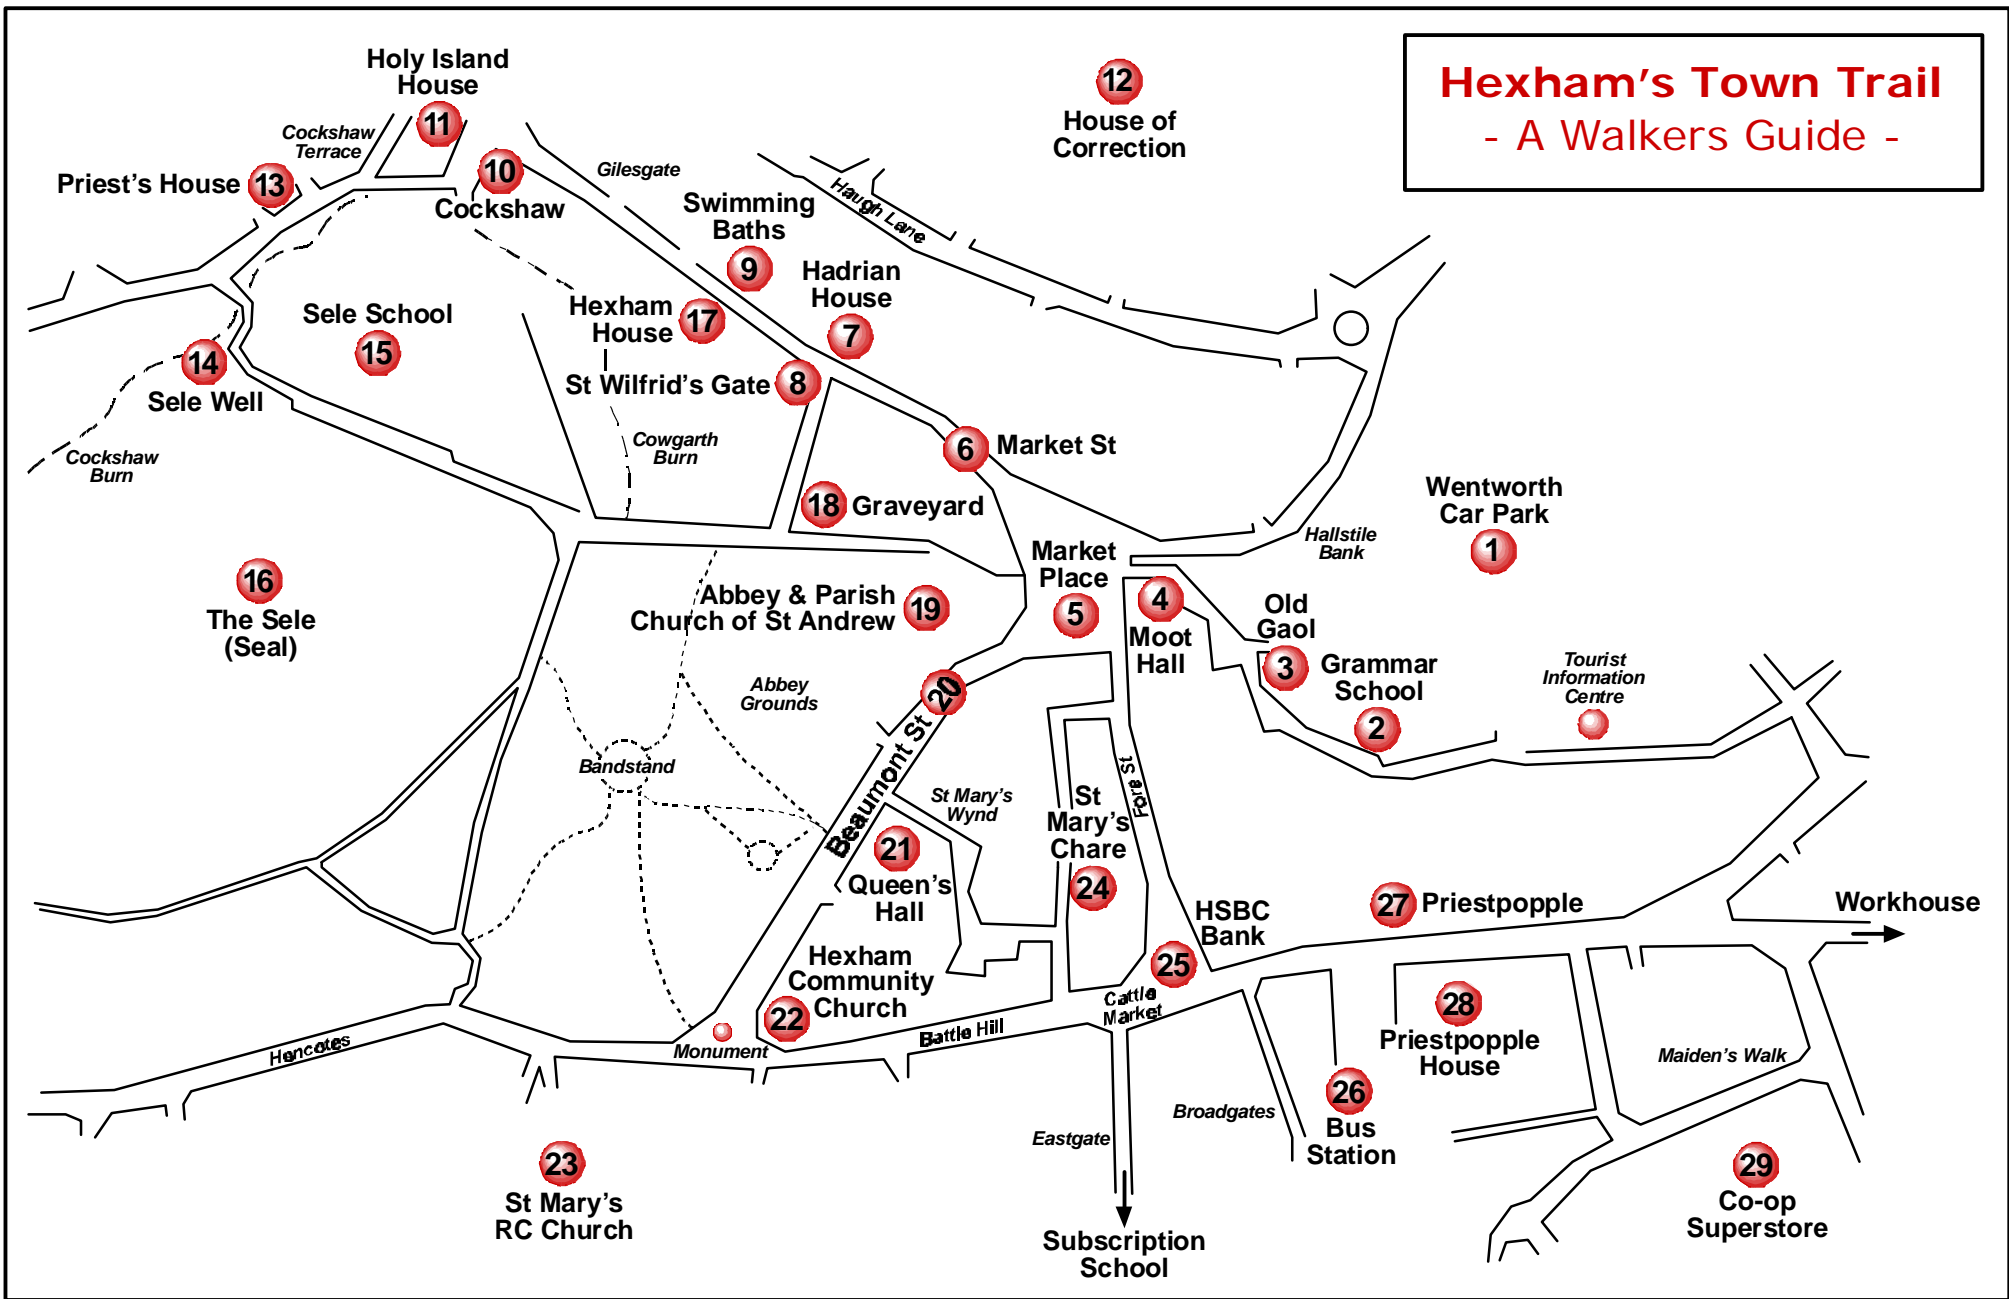 Hexham's Town Trail
- A Walkers Guide -
Holy Island
House
11
12
House of
Correction
Cockshaw
Terrace
Priest's House
13
10
Cockshaw
Gilesgate
Haugh Lane
Swimming
Baths
9
Hadrian
House
7
Hexham
House
17
Sele School
15
14
Sele Well
St Wilfrid's Gate
8
Cockshaw
Burn
Cowgarth
Burn
6
Market St
18
Graveyard
Wentworth
Car Park
1
Hallstile
Bank
Market
Place
5
4
Moot
Hall
Old
Gaol
3
Grammar
School
2
Tourist
Information
Centre
16
The Sele
(Seal)
Abbey & Parish
Church of St Andrew
19
Abbey
Grounds
20
Beaumont St
Bandstand
St Mary's
Wynd
Fore St
St
Mary's
Chare
24
21
Queen's
Hall
HSBC
Bank
25
27
Priestpopple
Workhouse
Hexham
Community
Church
22
Cattle
Market
Battle Hill
Monument
Hencotes
28
Priestpopple
House
Maiden's Walk
26
Bus
Station
Broadgates
Eastgate
23
St Mary's
RC Church
29
Co-op
Superstore
Subscription
School